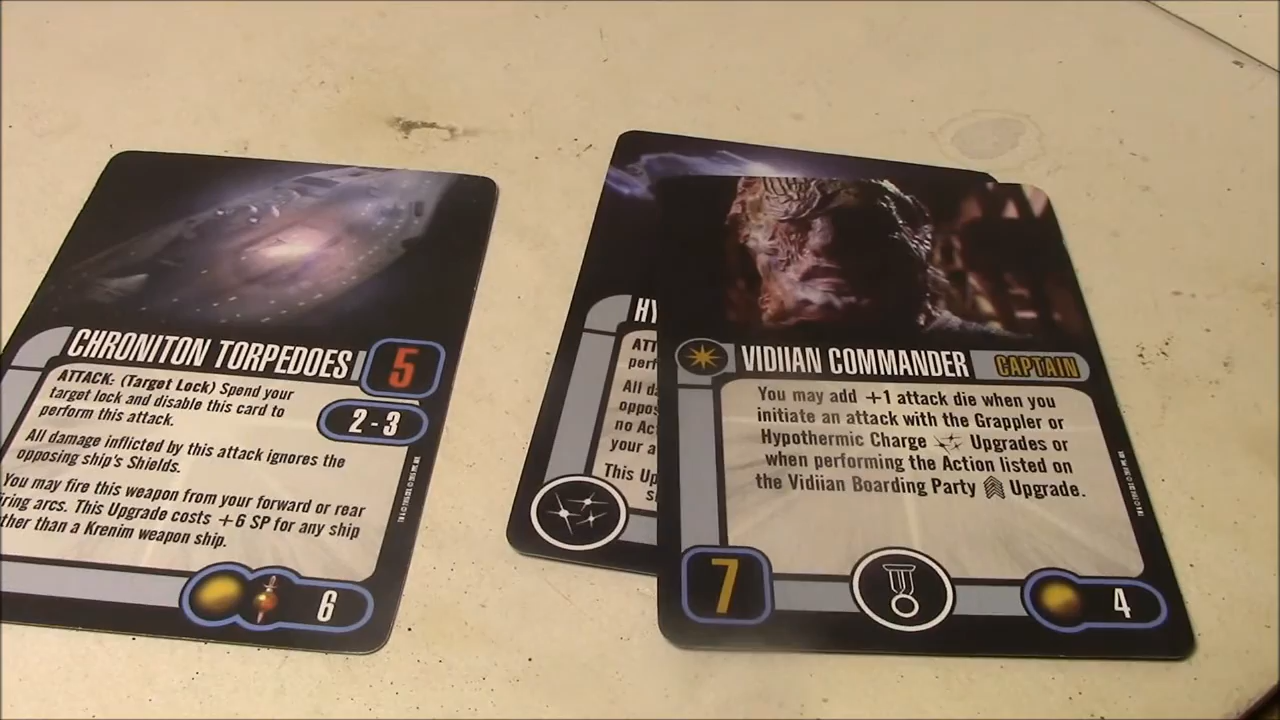 CHRONITON TORPEDOES
5
ATTACK: (Target Lock) Spend your
target lock and disable this card to
perform this attack.
2 - 3
All damage inflicted by this attack ignores the
opposing ship's Shields.
You may fire this weapon from your forward or rear
iring arcs. This Upgrade costs +6 SP for any ship
ther than a Krenim weapon ship.
6
HY
ATT
perf
All da
oppos
no Ac
your a
This Up
VIDIIAN COMMANDER
CAPTAIN
You may add +1 attack die when you
initiate an attack with the Grappler or
Hypothermic Charge Upgrades or
when performing the Action listed on
the Vidiian Boarding Party Upgrade.
7
4